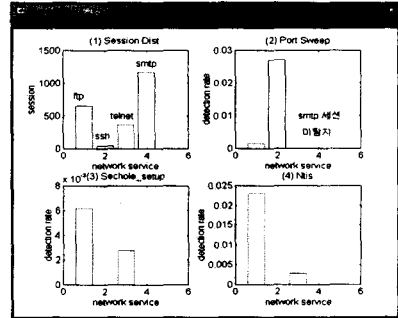 (1) Session Dist
1500
1000
500
0
session
ftp
ssh
telnet
smtp
0 2 4 6
network service
(2) Port Sweep
0.03
0.02
0.01
0
detection rate
smtp 세션
미탐지
0 2 4 6
network service
(3) Sechole_setup
8
6
4
2
0
detection rate
0 2 4 6
network service
(4) Ntis
0.025
0.02
0.015
0.01
0.005
0
detection rate
0 2 4 6
network service